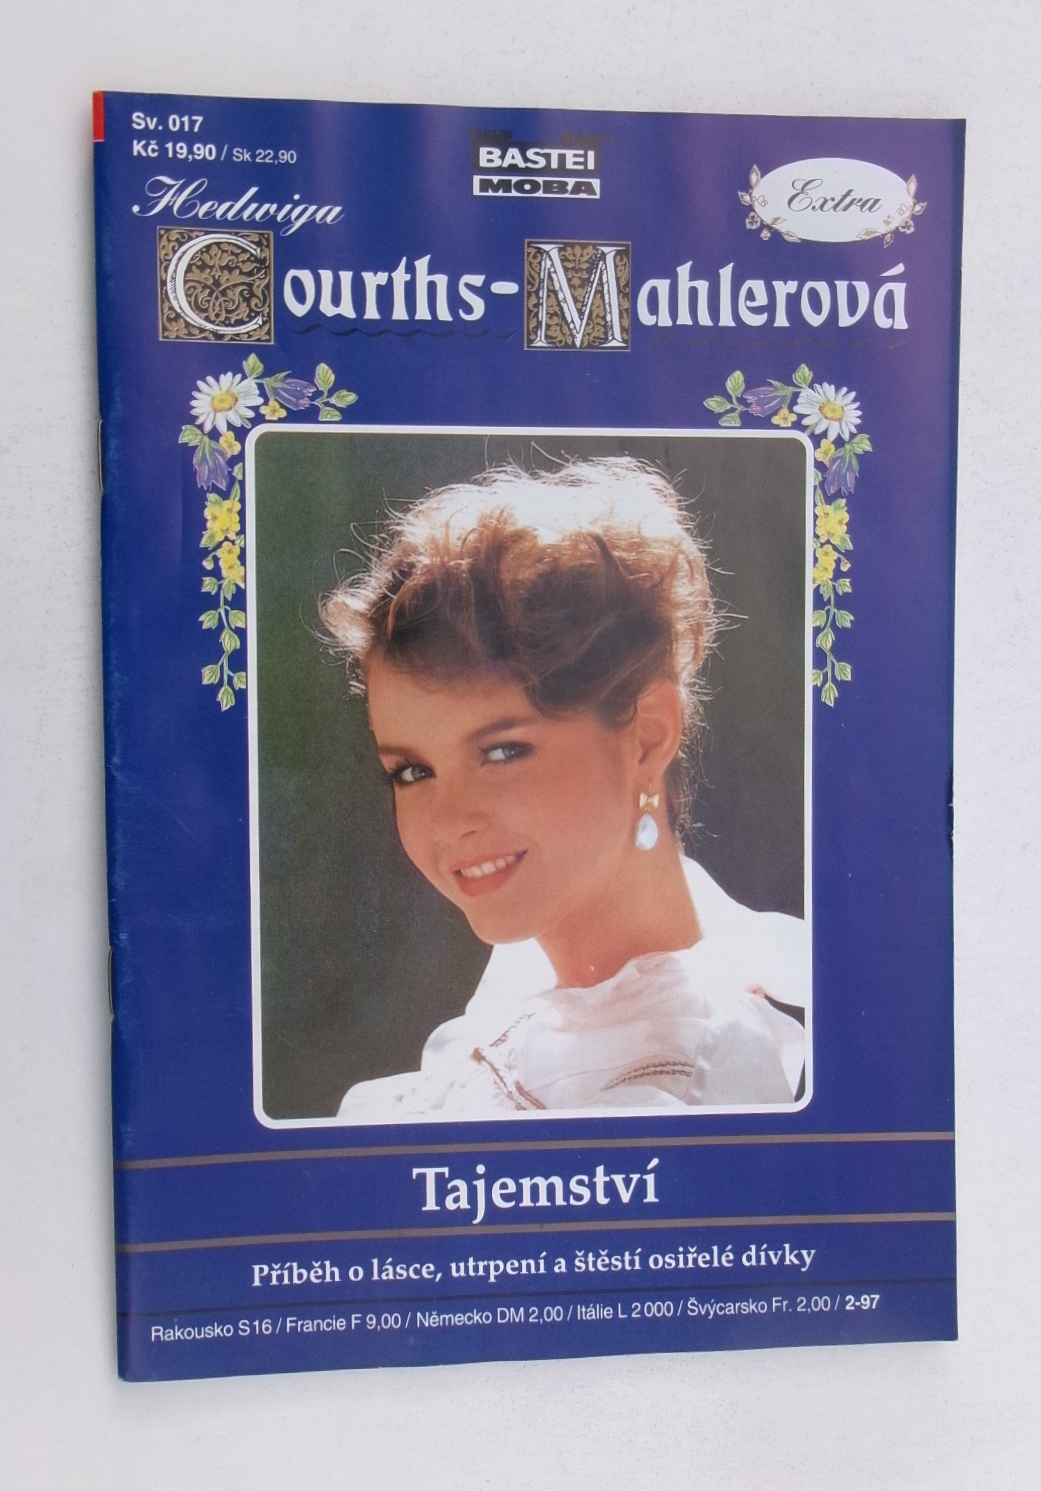 Sv. 017
Kč 19,90 / Sk 22,90
BASTEI
MOBA
Extra
Hedwiga
Courths-Mahlerová
Tajemství
Příběh o lásce, utrpení a štěstí osiřelé dívky
Rakousko S 16 / Francie F 9,00 / Německo DM 2,00 / Itálie L 2 000 / Švýcarsko Fr. 2,00 / 2-97